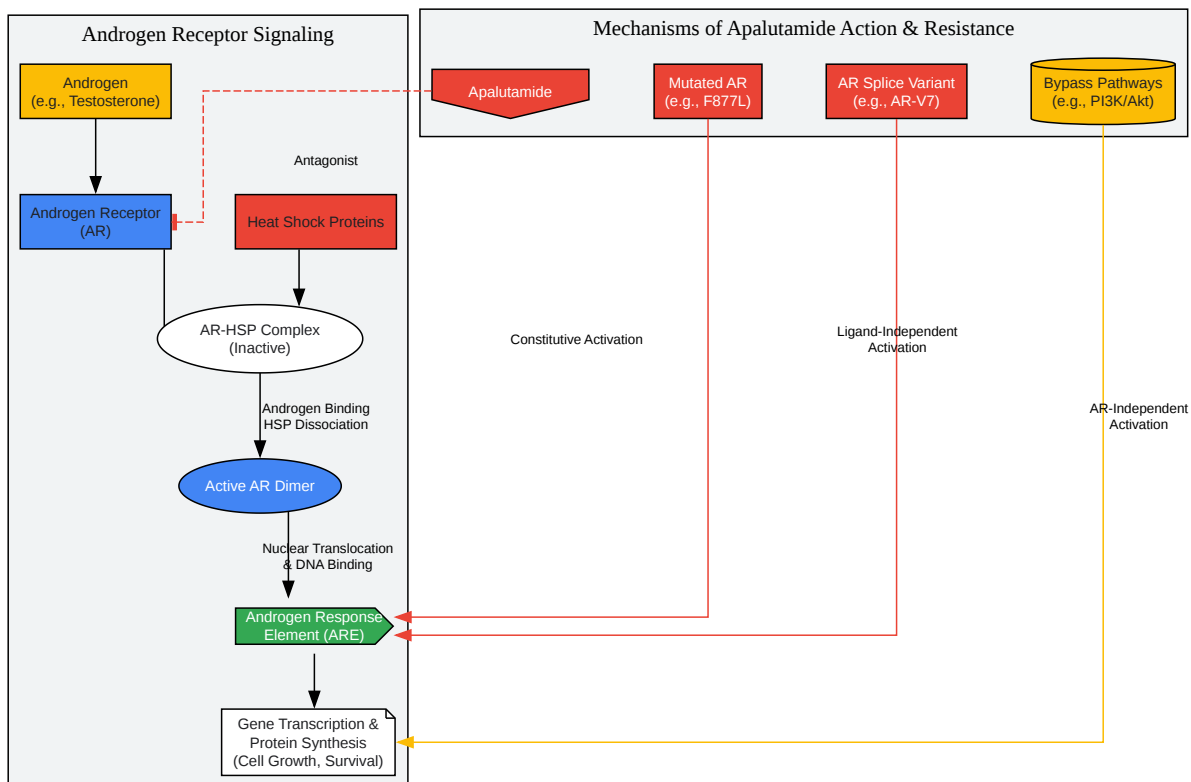 Androgen Receptor Signaling
Androgen
(e.g., Testosterone)
Antagonist
Androgen Receptor
(AR)
Heat Shock Proteins
AR-HSP Complex
(Inactive)
Androgen Binding
HSP Dissociation
Active AR Dimer
Nuclear Translocation
& DNA Binding
Androgen Response
Element (ARE)
Gene Transcription &
Protein Synthesis
(Cell Growth, Survival)
Mechanisms of Apalutamide Action & Resistance
Apalutamide
Mutated AR
(e.g., F877L)
AR Splice Variant
(e.g., AR-V7)
Bypass Pathways
(e.g., PI3K/Akt)
Constitutive Activation
Ligand-Independent
Activation
AR-Independent
Activation